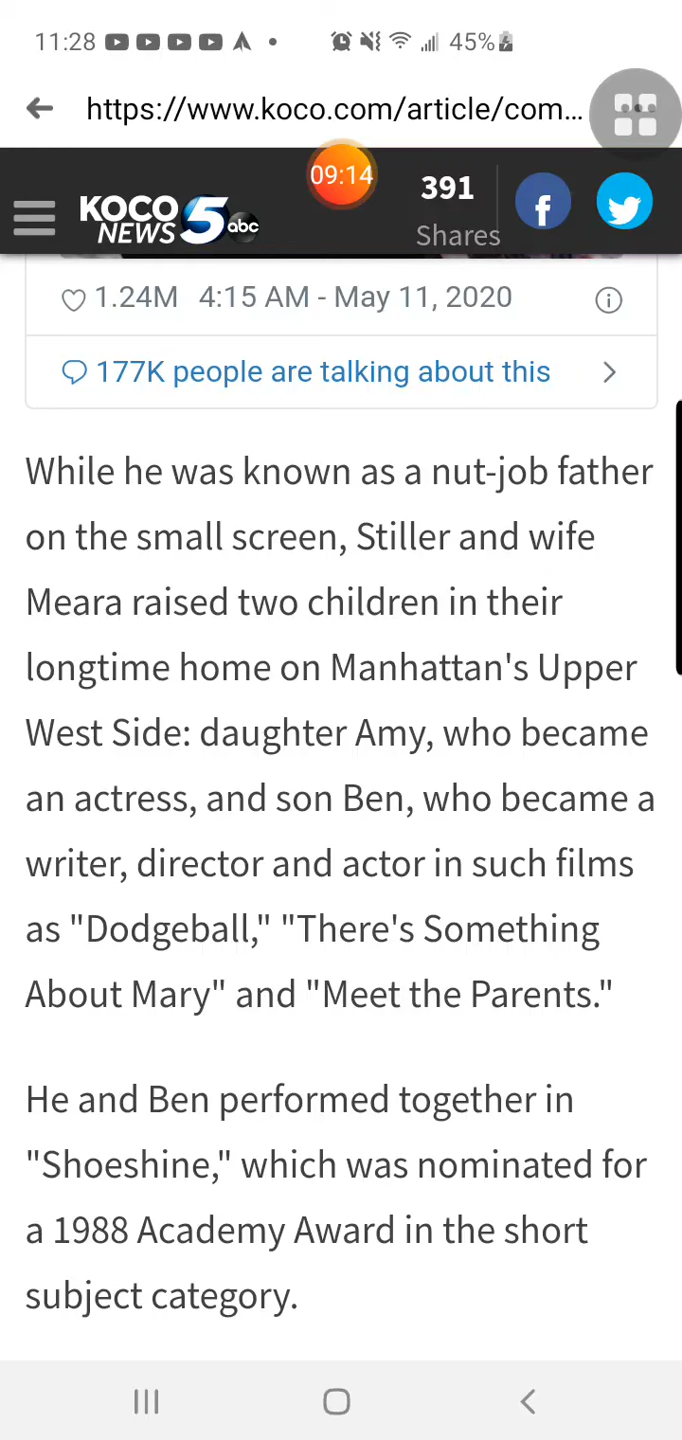 11:28 45%
https://www.koco.com/article/com...
09:14
KOCO NEWS 5 abc
391
Shares
1.24M 4:15 AM - May 11, 2020
177K people are talking about this
While he was known as a nut-job father
on the small screen, Stiller and wife
Meara raised two children in their
longtime home on Manhattan's Upper
West Side: daughter Amy, who became
an actress, and son Ben, who became a
writer, director and actor in such films
as "Dodgeball," "There's Something
About Mary" and "Meet the Parents."
He and Ben performed together in
"Shoeshine," which was nominated for
a 1988 Academy Award in the short
subject category.